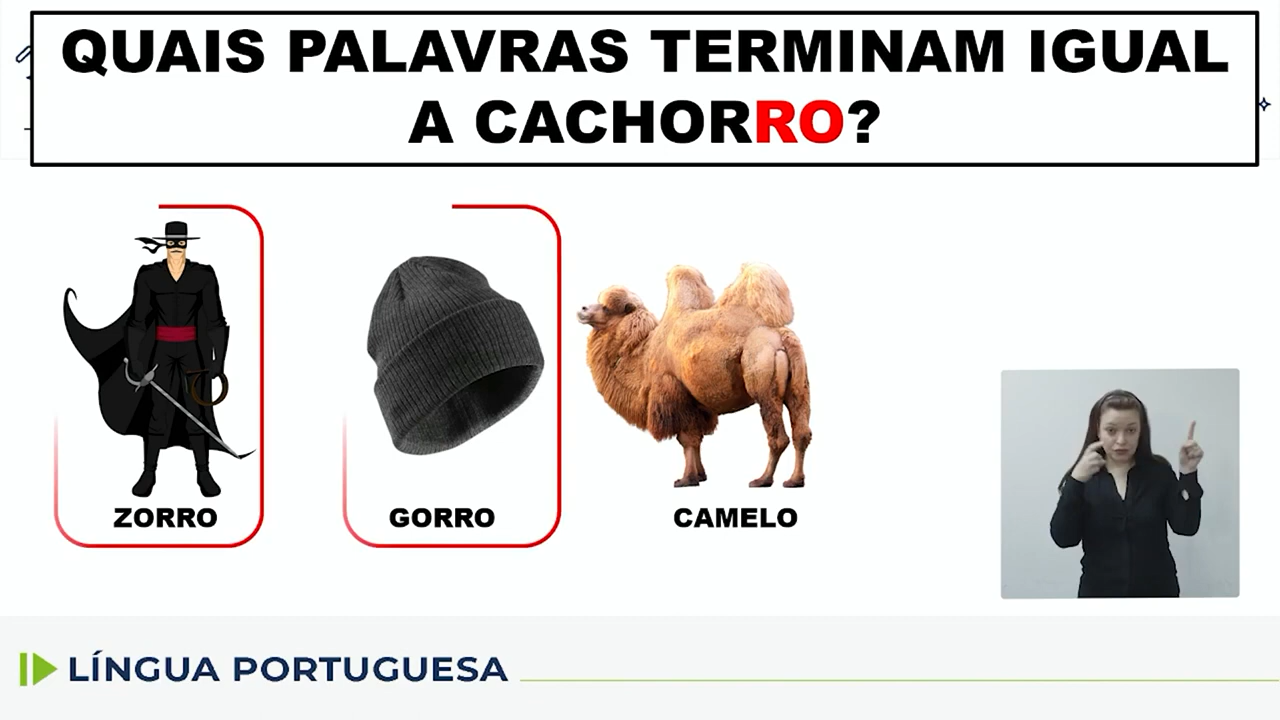 QUAIS PALAVRAS TERMINAM IGUAL
A CACHORRO?
ZORRO
GORRO
CAMELO
LÍNGUA PORTUGUESA